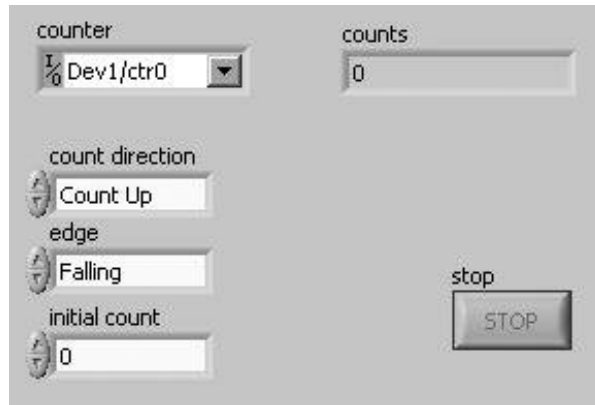 counter
I/O Dev1/ctr0
counts
0
count direction
Count Up
edge
Falling
initial count
0
stop
STOP